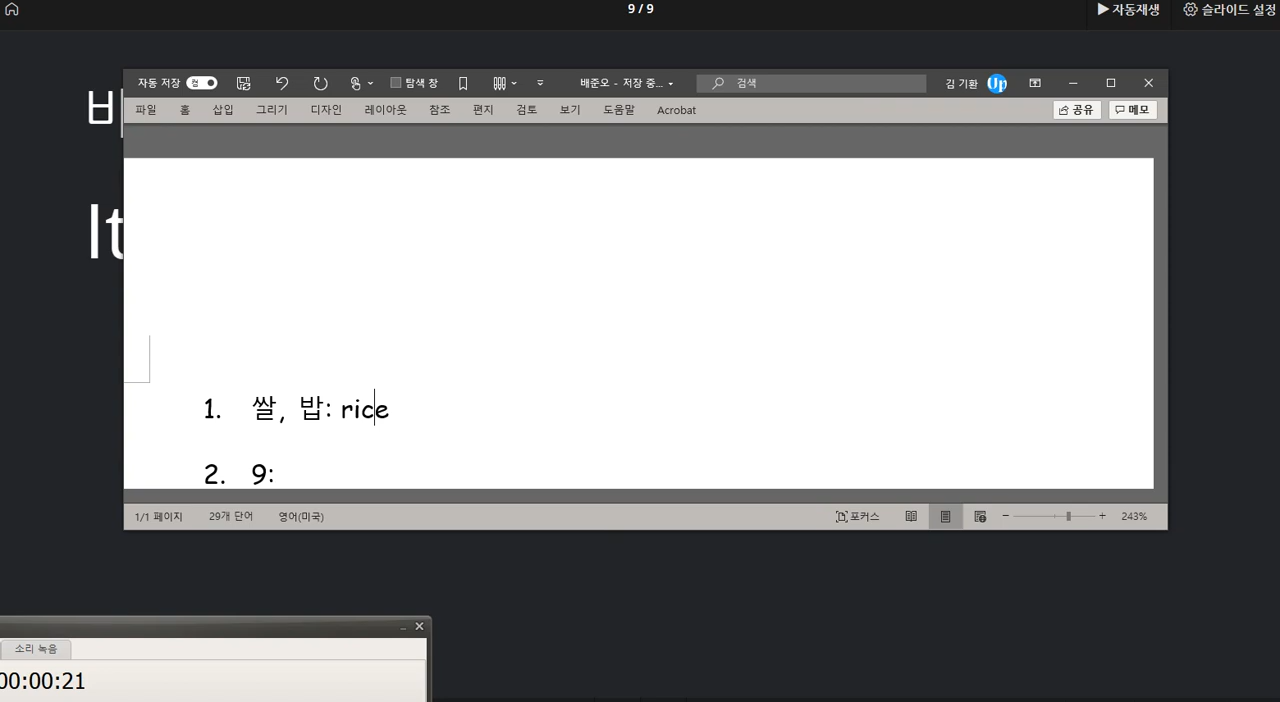 9 / 9
자동재생
슬라이드 설정
자동 저장
컴
탐색 창
배준오 - 저장 중...
검색
김 기환
Up
파일 홈 삽입 그리기 디자인 레이아웃 참조 편지 검토 보기 도움말 Acrobat
공유
메모
It
1. 쌀, 밥: rice
2. 9:
1/1 페이지 29개 단어 영어(미국)
포커스
243%
소리 녹음
00:00:21